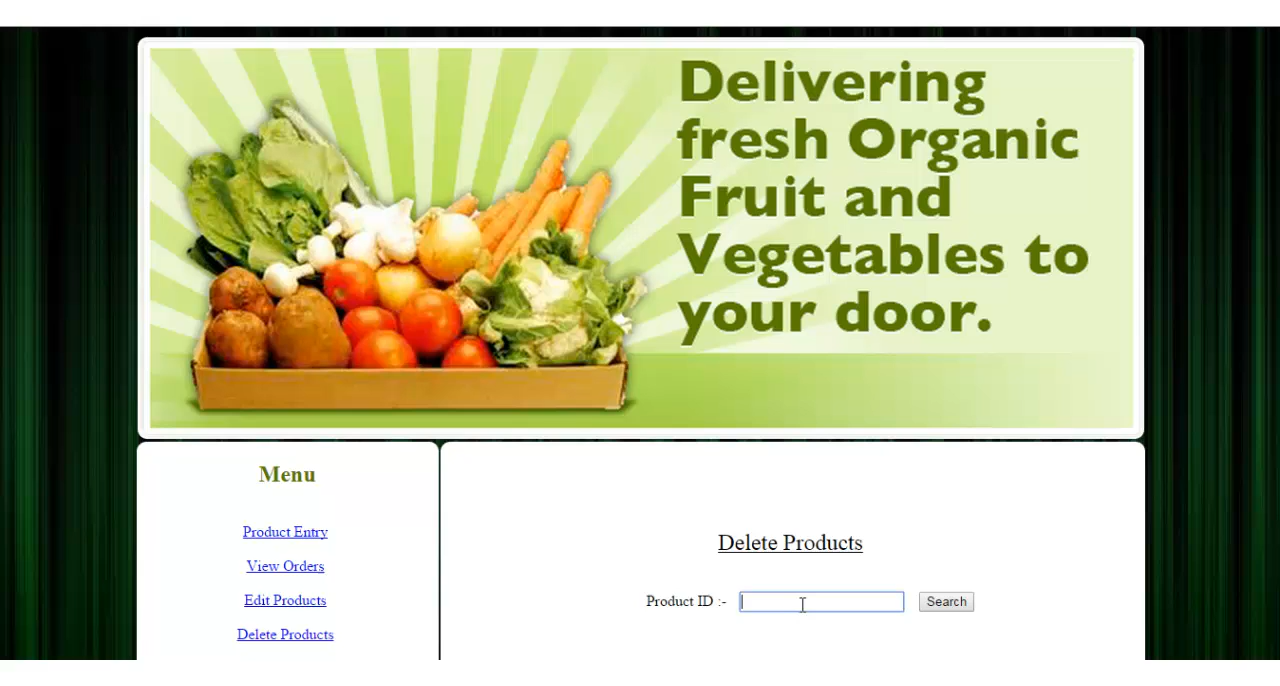 Delivering
fresh Organic
Fruit and
Vegetables to
your door.
Menu
Product Entry
View Orders
Edit Products
Delete Products
Delete Products
Product ID :-
Search